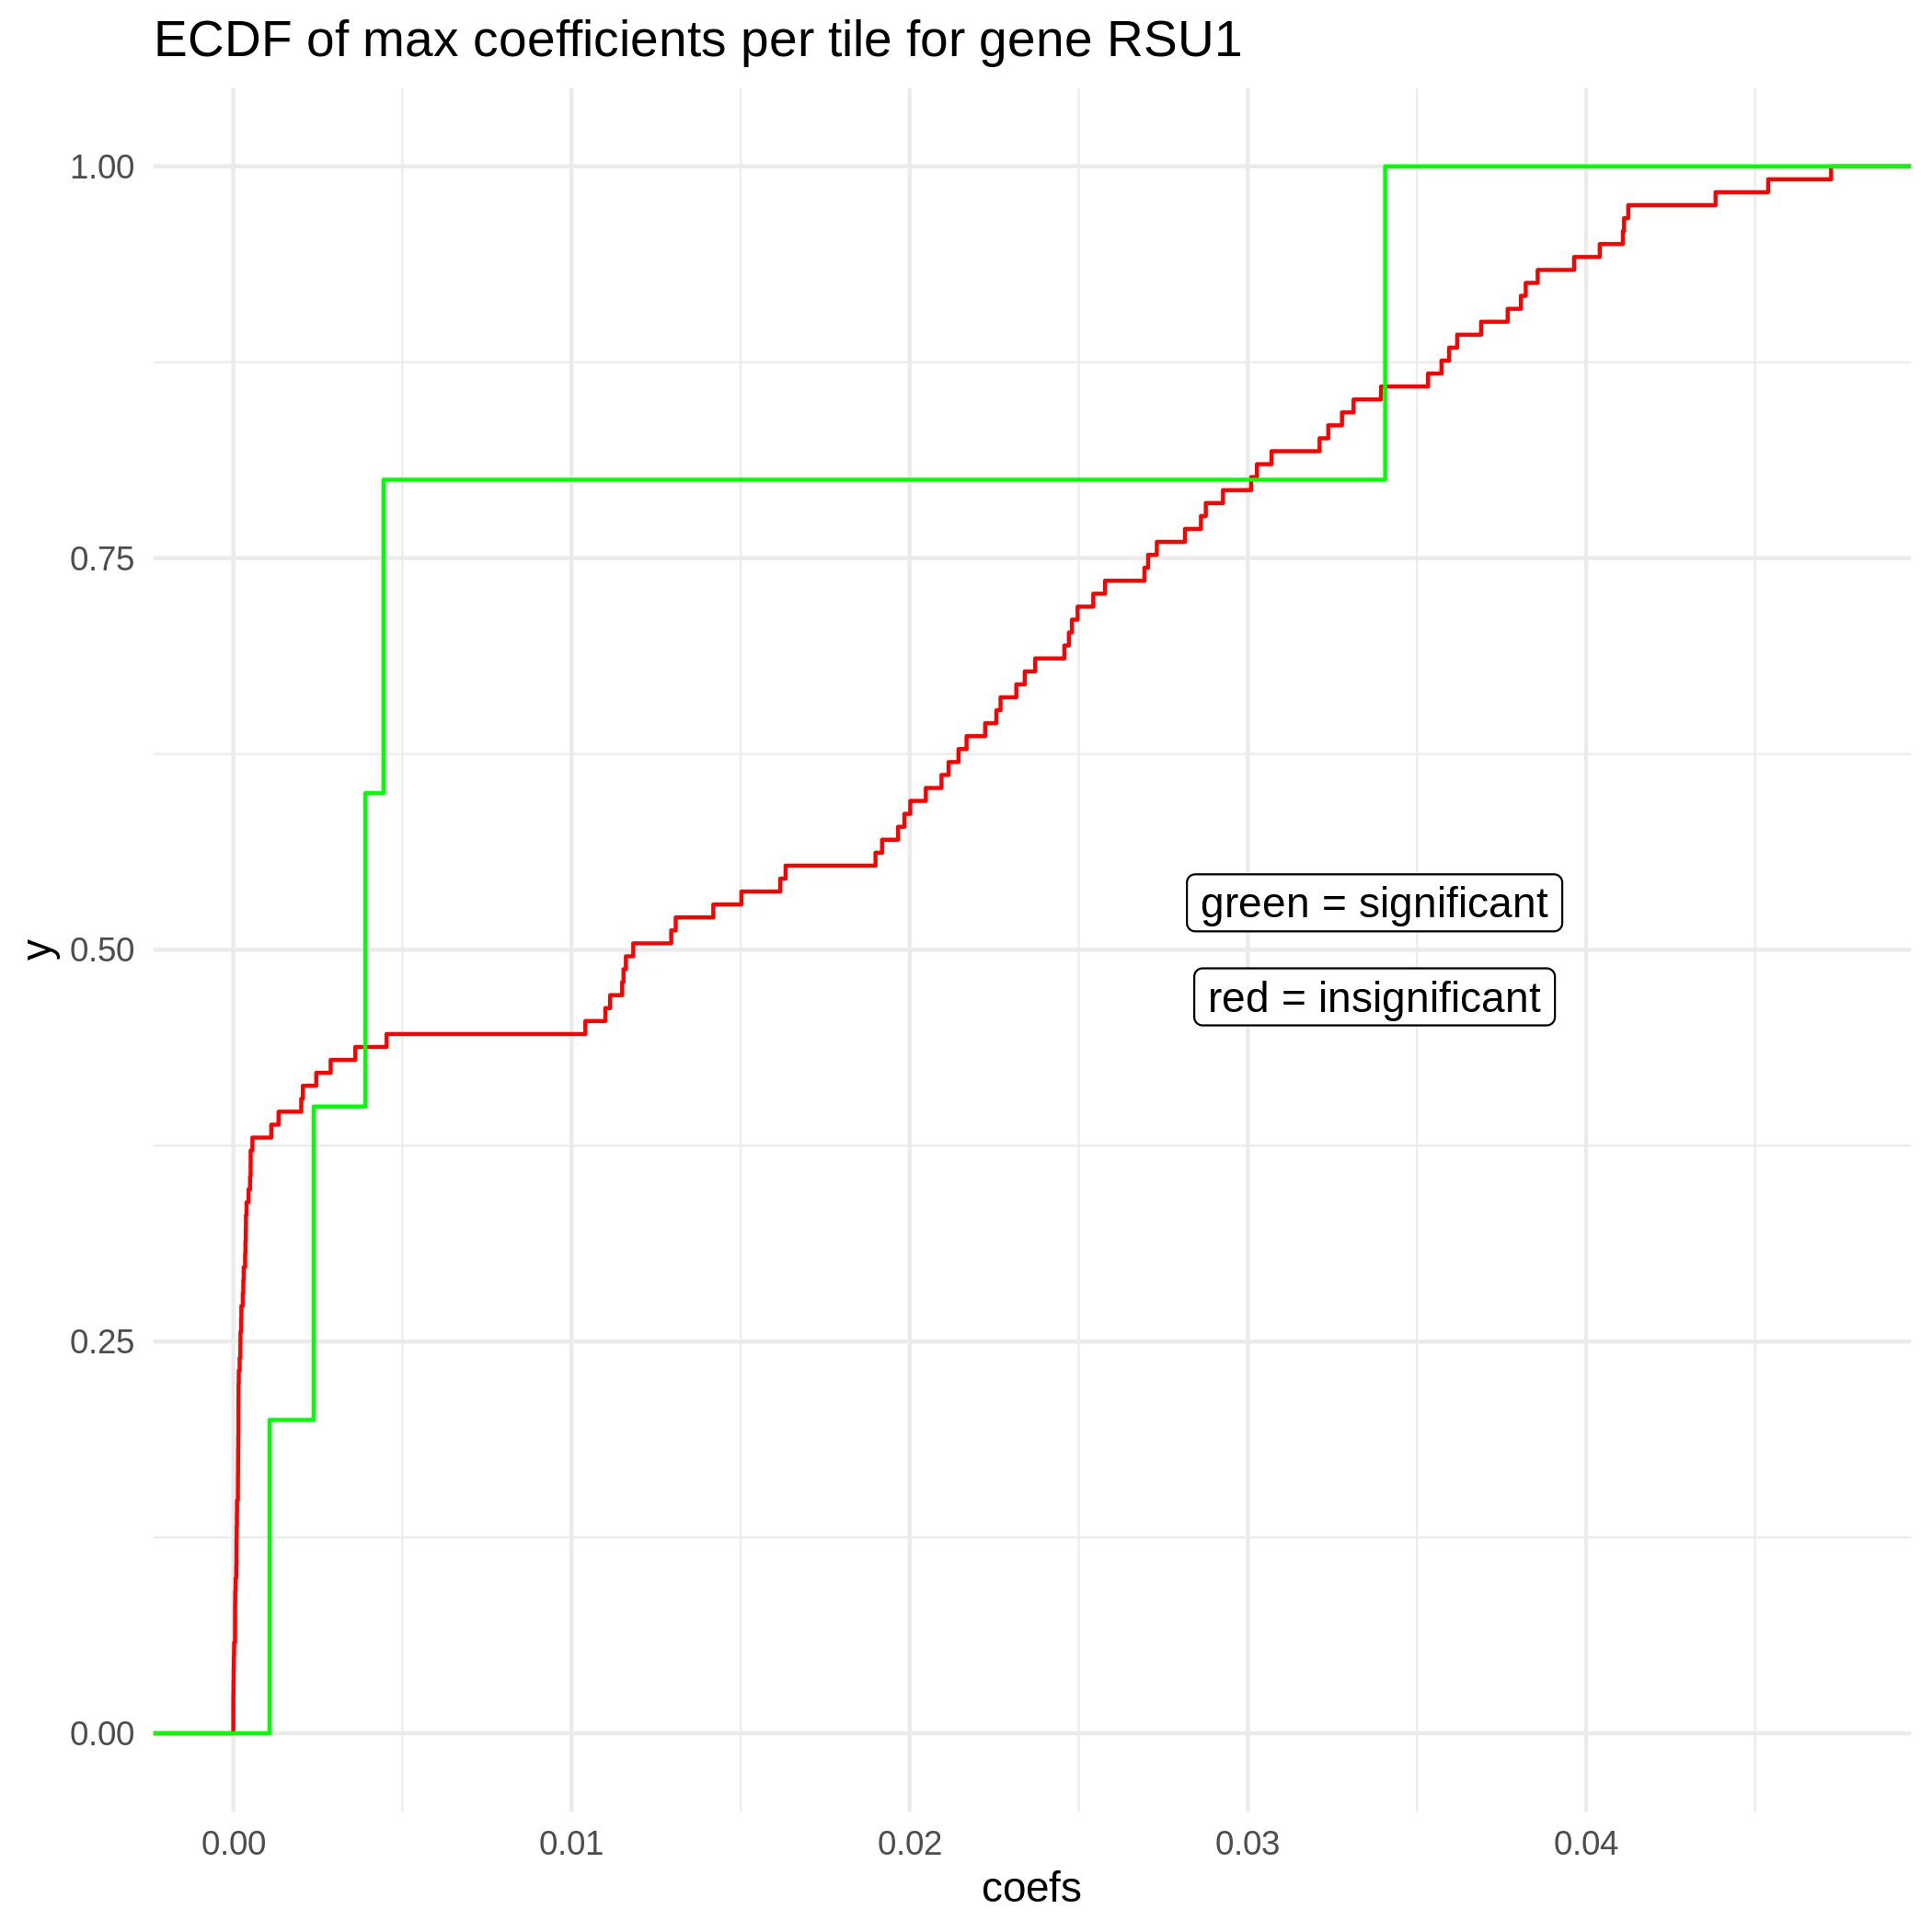 ECDF of max coefficients per tile for gene RSU1
1.00
0.75
0.50
0.25
0.00
y
green = significant
red = insignificant
0.00 0.01 0.02 0.03 0.04
coefs